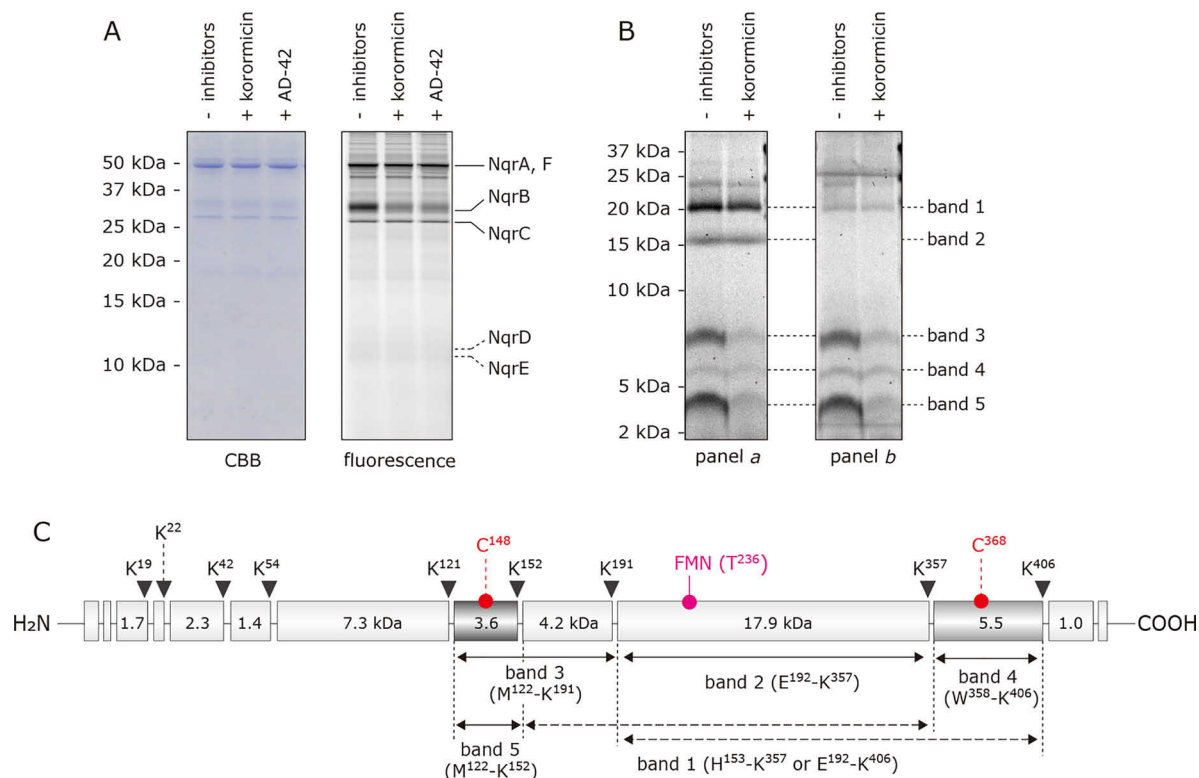 A
- inhibitors
+ korormicin
+ AD-42
- inhibitors
+ korormicin
+ AD-42
50 kDa -
37 kDa -
25 kDa -
20 kDa -
15 kDa -
10 kDa -
NqrA, F
NqrB
NqrC
NqrD
NqrE
CBB
fluorescence
B
- inhibitors
+ korormicin
- inhibitors
+ korormicin
37 kDa -
25 kDa -
20 kDa -
15 kDa -
10 kDa -
5 kDa -
2 kDa -
band 1
band 2
band 3
band 4
band 5
panel a
panel b
C
K¹⁹
K²²
K⁴²
K⁵⁴
K¹²¹
C¹⁴⁸
K¹⁵²
K¹⁹¹
FMN (T²³⁶)
K³⁵⁷
C³⁶⁸
K⁴⁰⁶
H₂N
1.7
2.3
1.4
7.3 kDa
3.6
4.2 kDa
17.9 kDa
5.5
1.0
COOH
band 3
(M¹²²-K¹⁹¹)
band 2 (E¹⁹²-K³⁵⁷)
band 4
(W³⁵⁸-K⁴⁰⁶)
band 5
(M¹²²-K¹⁵²)
band 1 (H¹⁵³-K³⁵⁷ or E¹⁹²-K⁴⁰⁶)